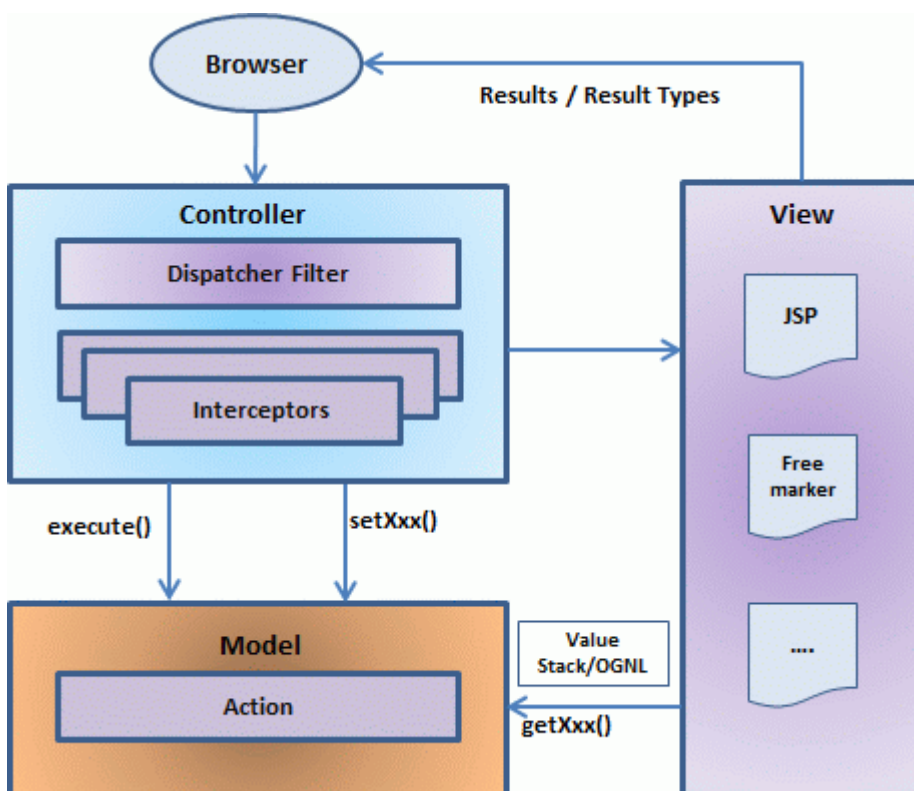 Browser
Results / Result Types
Controller
View
Dispatcher Filter
JSP
Interceptors
Free
marker
execute()
setXxx()
Model
Value
Stack/OGNL
....
Action
getXxx()